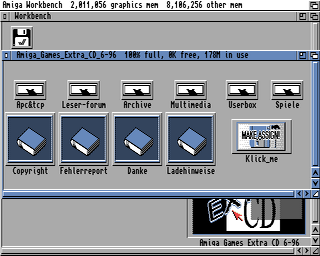 Amiga Workbench 2,011,056 graphics mem 8,106,256 other mem
Workbench
Amiga_Games_Extra_CD_6-96 100% full, 0K free, 178M in use
Apc&tcp Leser-forum Archive Multimedia Userbox Spiele
MAKE ASSIGN!
Copyright Fehlerreport Danke Ladehinweise Klick_me
EX CD
Amiga Games Extra CD 6-96